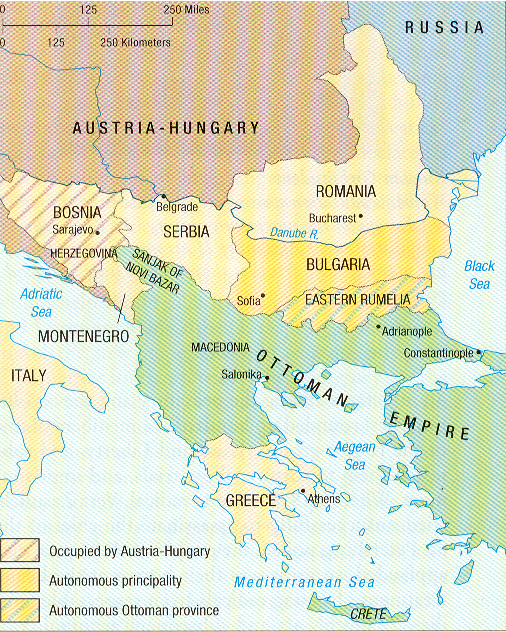 0 125 250 Miles
0 125 250 Kilometers
RUSSIA
AUSTRIA-HUNGARY
ROMANIA
Bucharest
BOSNIA
Belgrade
Sarajevo
SERBIA
Danube R.
HERZEGOVINA
SANJAK OF
NOVI BAZAR
BULGARIA
Black
Sea
Adriatic
Sea
Sofia
EASTERN RUMELIA
MONTENEGRO
Adrianople
MACEDONIA
Constantinople
OTTOMAN
EMPIRE
ITALY
Salonika
Aegean
Sea
GREECE
Athens
Occupied by Austria-Hungary
Autonomous principality
Mediterranean Sea
Autonomous Ottoman province
CRETE